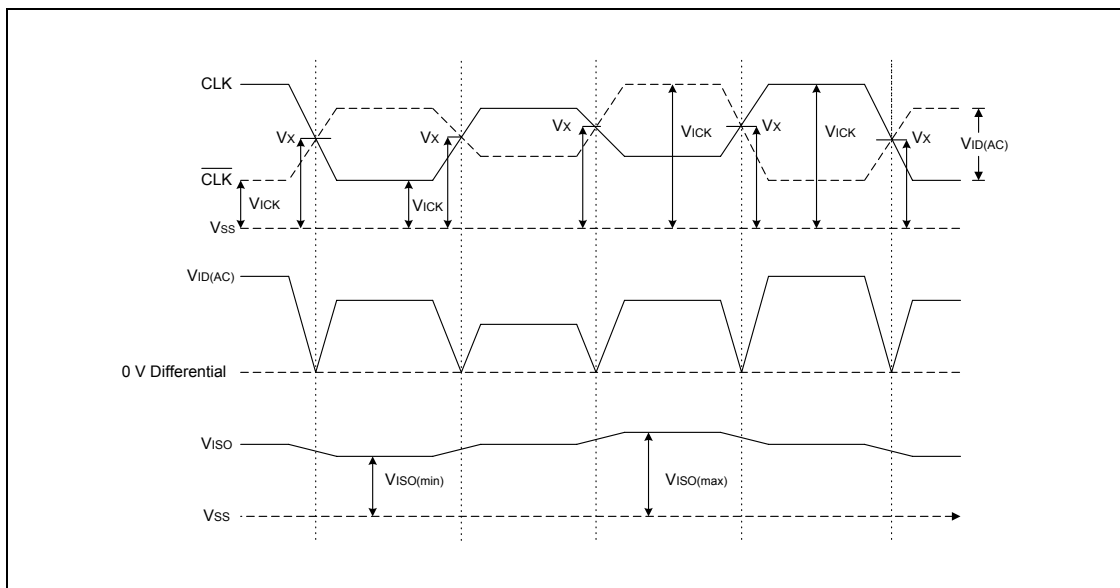 CLK
VX
VX
VX
VICK
VX
VICK
VX
VID(AC)
C̅L̅K̅
VICK
VICK
VSS
VID(AC)
0 V Differential
VISO
VISO(min)
VISO(max)
VSS